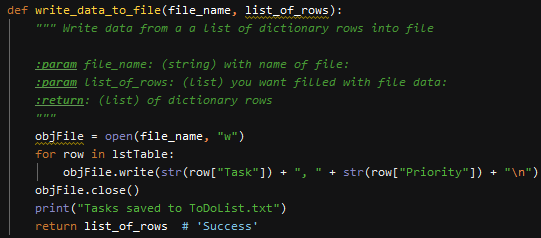 def write_data_to_file(file_name, list_of_rows):
""" Write data from a a list of dictionary rows into file
:param file_name: (string) with name of file:
:param list_of_rows: (list) you want filled with file data:
:return: (list) of dictionary rows
"""
objFile = open(file_name, "w")
for row in lstTable:
objFile.write(str(row["Task"]) + ", " + str(row["Priority"]) + "\n")
objFile.close()
print("Tasks saved to ToDoList.txt")
return list_of_rows  # 'Success'